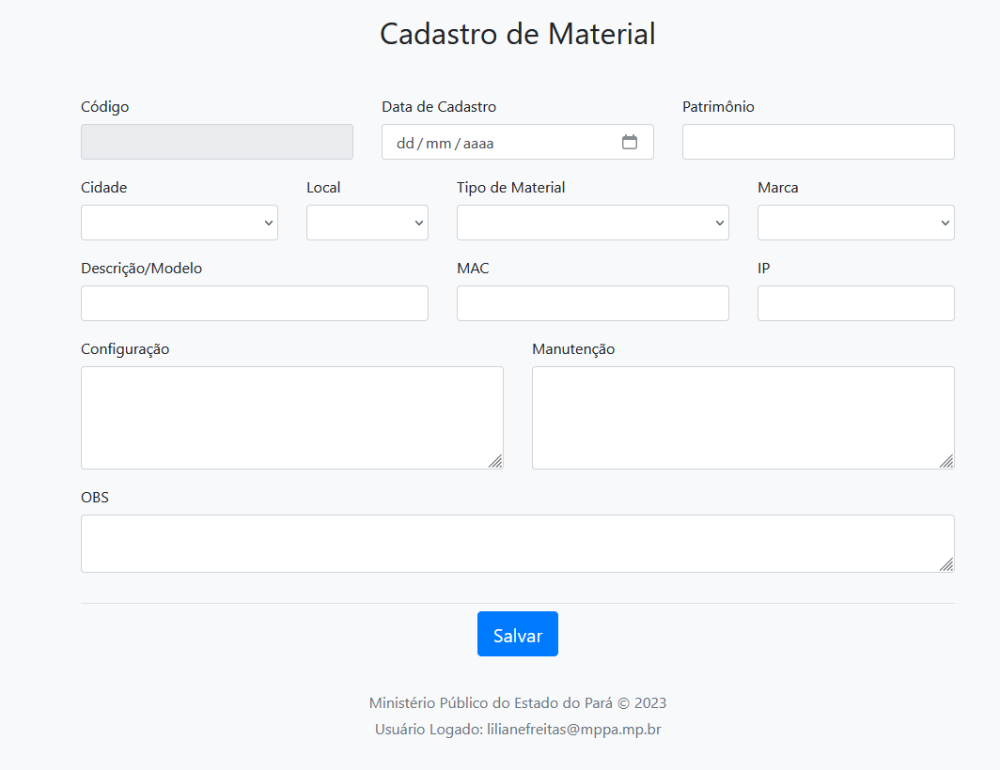 Cadastro de Material
Código Data de Cadastro Patrimônio
dd / mm / aaaa
Cidade Local Tipo de Material Marca
Descrição/Modelo MAC IP
Configuração Manutenção
OBS
Salvar
Ministério Público do Estado do Pará © 2023
Usuário Logado: lilianefreitas@mppa.mp.br